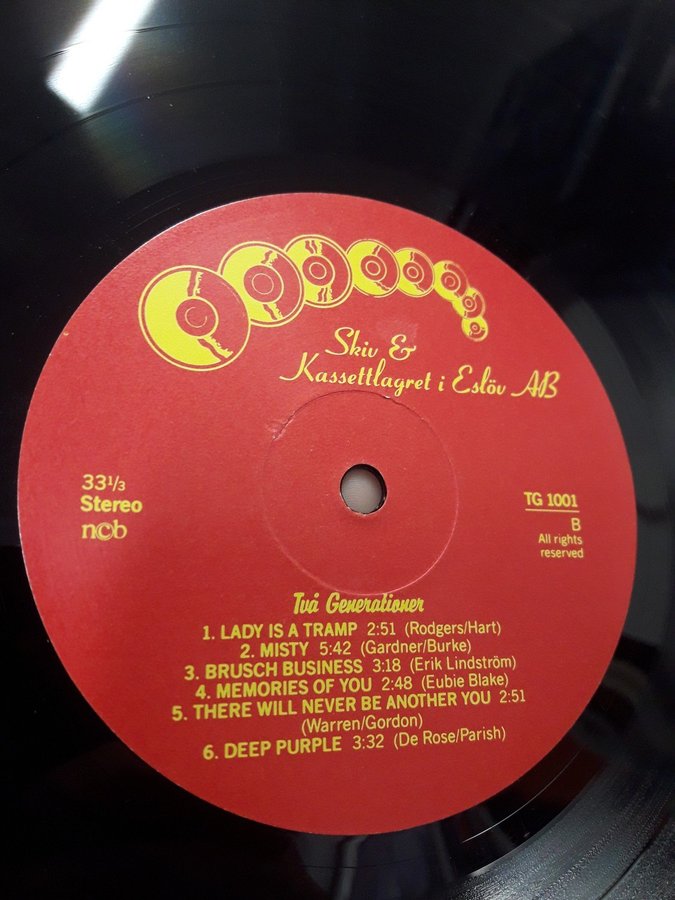 Skiv &
Kassettlagret i Eslöv AB
33 1/3
Stereo
ncb
TG 1001
B
All rights
reserved
Två Generationer
1. LADY IS A TRAMP 2:51 (Rodgers/Hart)
2. MISTY 5:42 (Gardner/Burke)
3. BRUSCH BUSINESS 3:18 (Erik Lindström)
4. MEMORIES OF YOU 2:48 (Eubie Blake)
5. THERE WILL NEVER BE ANOTHER YOU 2:51
(Warren/Gordon)
6. DEEP PURPLE 3:32 (De Rose/Parish)